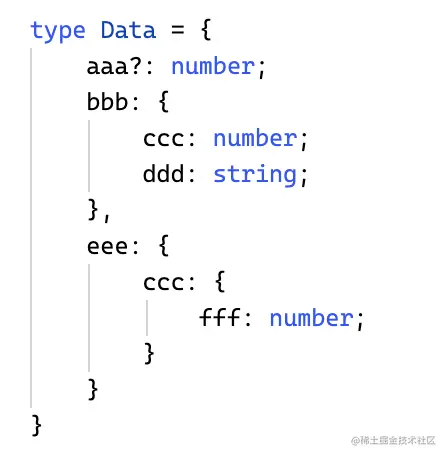 type Data = {
    aaa?: number;
    bbb: {
        ccc: number;
        ddd: string;
    },
    eee: {
        ccc: {
            fff: number;
        }
    }
}
@稀土掘金技术社区